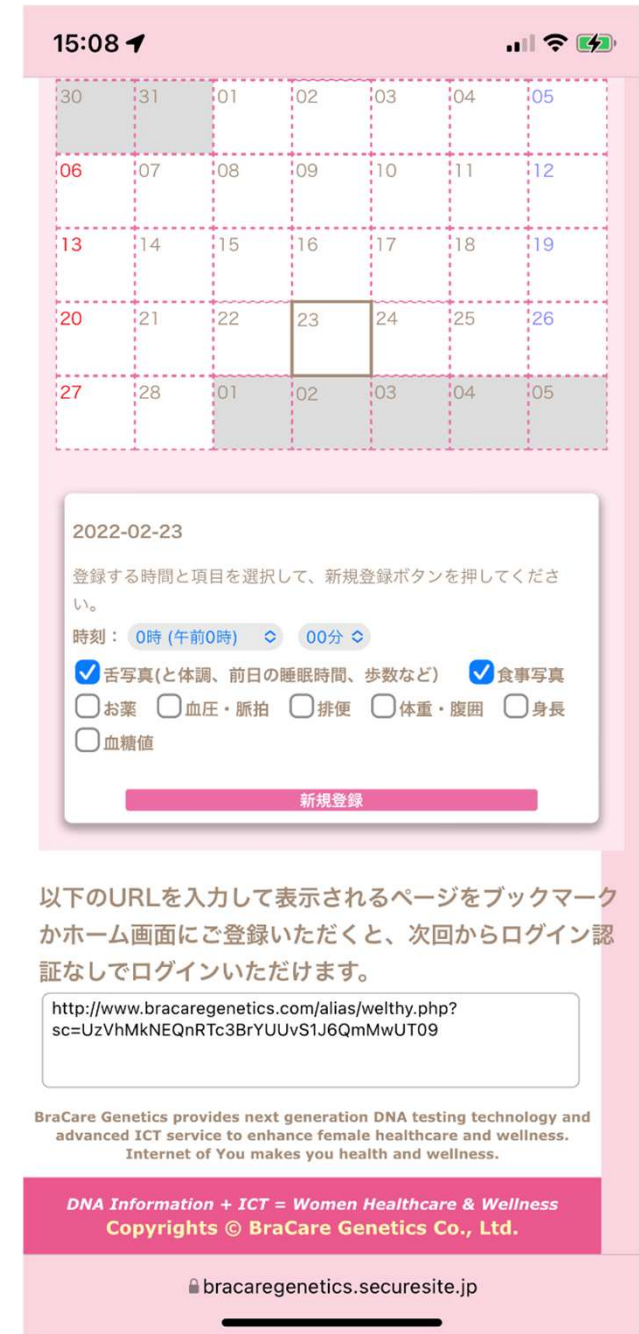 15:08
30 31 01 02 03 04 05
06 07 08 09 10 11 12
13 14 15 16 17 18 19
20 21 22 23 24 25 26
27 28 01 02 03 04 05
2022-02-23
登録する時間と項目を選択して、新規登録ボタンを押してくださ
い。
時刻： 0時 (午前0時) 00分
舌写真(と体調、前日の睡眠時間、歩数など) 食事写真
お薬 血圧・脈拍 排便 体重・腹囲 身長
血糖値
新規登録
以下のURLを入力して表示されるページをブックマーク
かホーム画面にご登録いただくと、次回からログイン認
証なしでログインいただけます。
http://www.bracaregenetics.com/alias/welthy.php?
sc=UzVhMkNEQnRTc3BrYUUvS1J6QmMwUT09
BraCare Genetics provides next generation DNA testing technology and
advanced ICT service to enhance female healthcare and wellness.
Internet of You makes you health and wellness.
DNA Information + ICT = Women Healthcare & Wellness
Copyrights © BraCare Genetics Co., Ltd.
bracaregenetics.securesite.jp